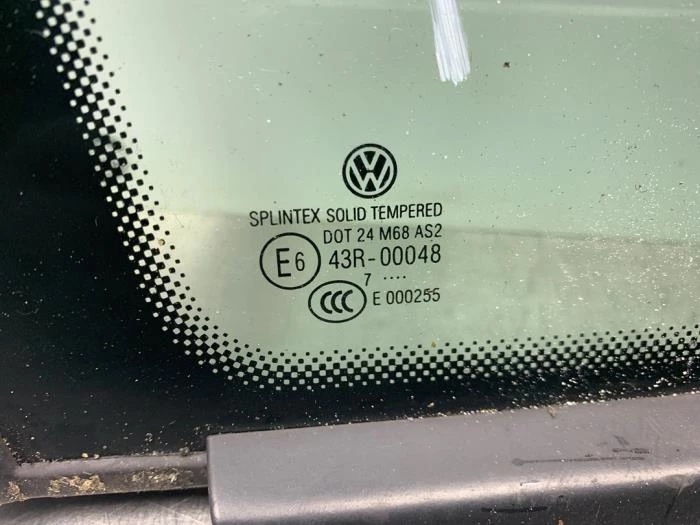 VW
SPLINTEX SOLID TEMPERED
DOT 24 M68 AS2
E6 43R-00048
7 ....
CCC E 000255